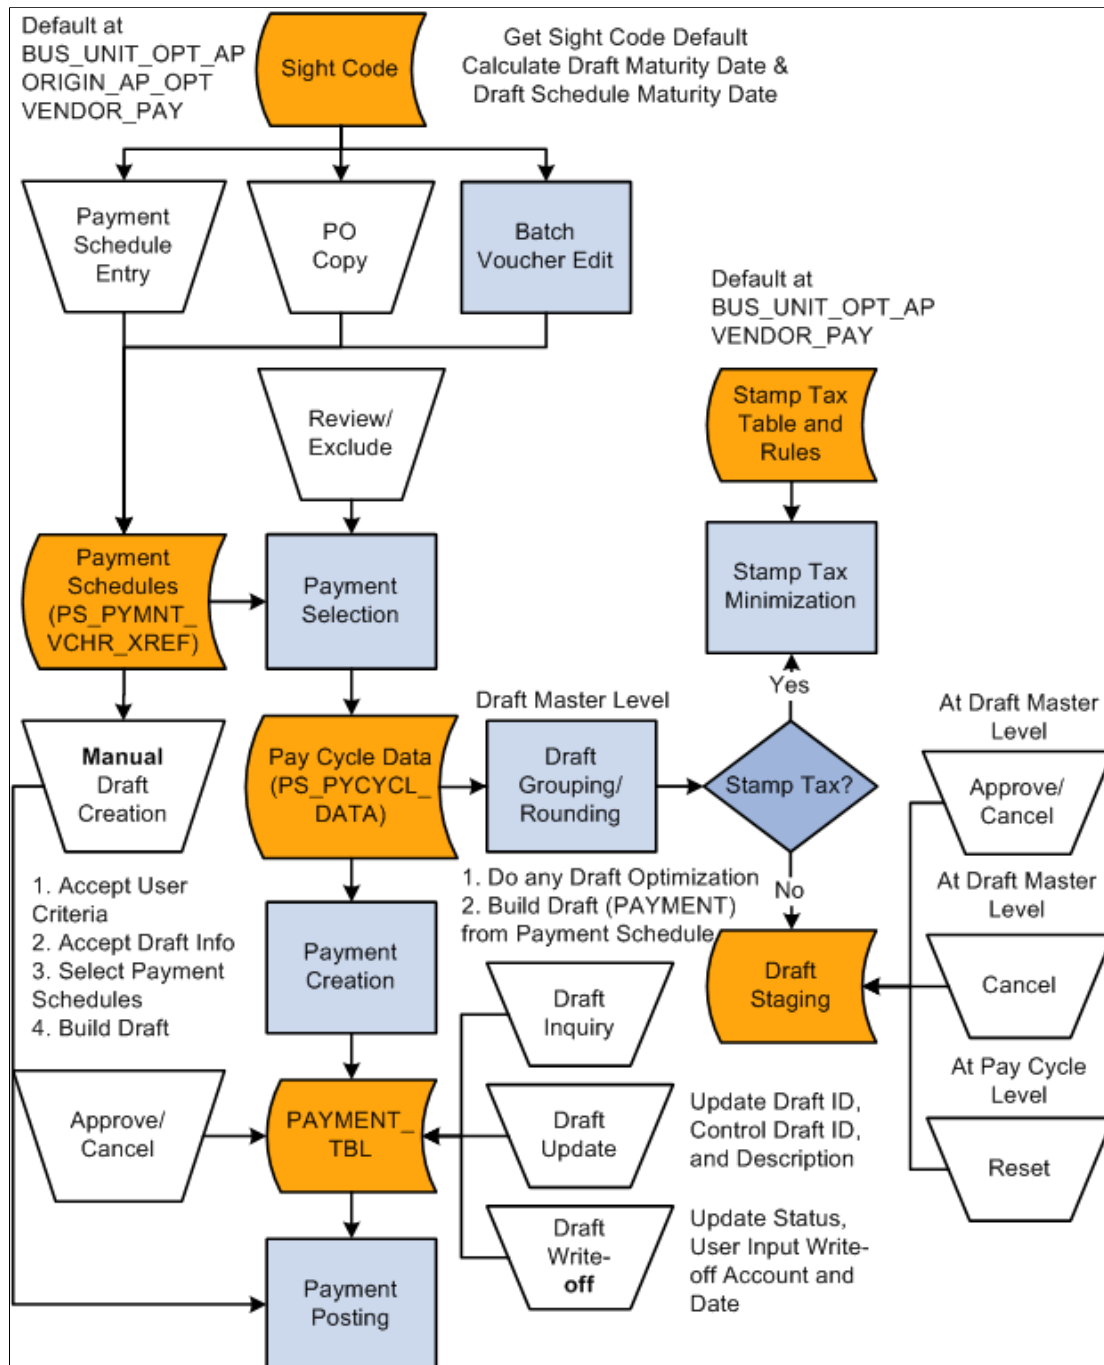 Default at
BUS_UNIT_OPT_AP
ORIGIN_AP_OPT
VENDOR_PAY
Sight Code
Get Sight Code Default
Calculate Draft Maturity Date &
Draft Schedule Maturity Date
Payment
Schedule
Entry
PO
Copy
Batch
Voucher Edit
Default at
BUS_UNIT_OPT_AP
VENDOR_PAY
Review/
Exclude
Stamp Tax
Table and
Rules
Payment
Schedules
(PS_PYMNT_
VCHR_XREF)
Payment
Selection
Stamp Tax
Minimization
Yes
Manual
Draft
Creation
Pay Cycle Data
(PS_PYCYCL_
DATA)
Draft Master Level
Draft
Grouping/
Rounding
Stamp Tax?
At Draft Master
Level
Approve/
Cancel
1. Accept User
Criteria
2. Accept Draft Info
3. Select Payment
Schedules
4. Build Draft
1. Do any Draft Optimization
2. Build Draft (PAYMENT)
from Payment Schedule
No
At Draft Master
Level
Payment
Creation
Draft
Inquiry
Draft
Staging
Cancel
At Pay Cycle
Level
Approve/
Cancel
PAYMENT_
TBL
Draft
Update
Update Draft ID,
Control Draft ID,
and Description
Reset
Draft
Write-
off
Update Status,
User Input Write-
off Account and
Date
Payment
Posting